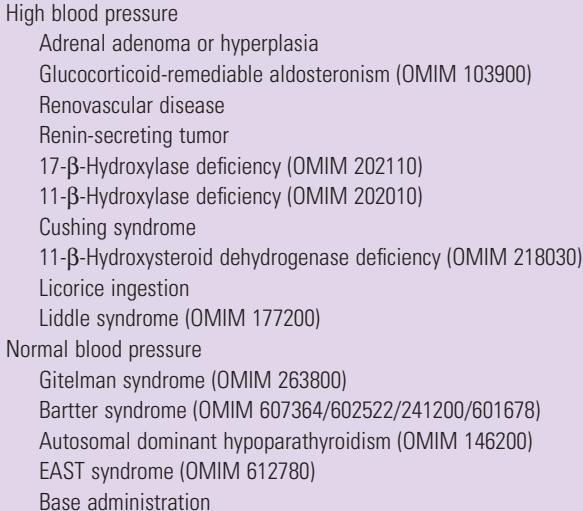 High blood pressure
Adrenal adenoma or hyperplasia
Glucocorticoid-remediable aldosteronism (OMIM 103900)
Renovascular disease
Renin-secreting tumor
17-β-Hydroxylase deficiency (OMIM 202110)
11-β-Hydroxylase deficiency (OMIM 202010)
Cushing syndrome
11-β-Hydroxysteroid dehydrogenase deficiency (OMIM 218030)
Licorice ingestion
Liddle syndrome (OMIM 177200)
Normal blood pressure
Gitelman syndrome (OMIM 263800)
Bartter syndrome (OMIM 607364/602522/241200/601678)
Autosomal dominant hypoparathyroidism (OMIM 146200)
EAST syndrome (OMIM 612780)
Base administration